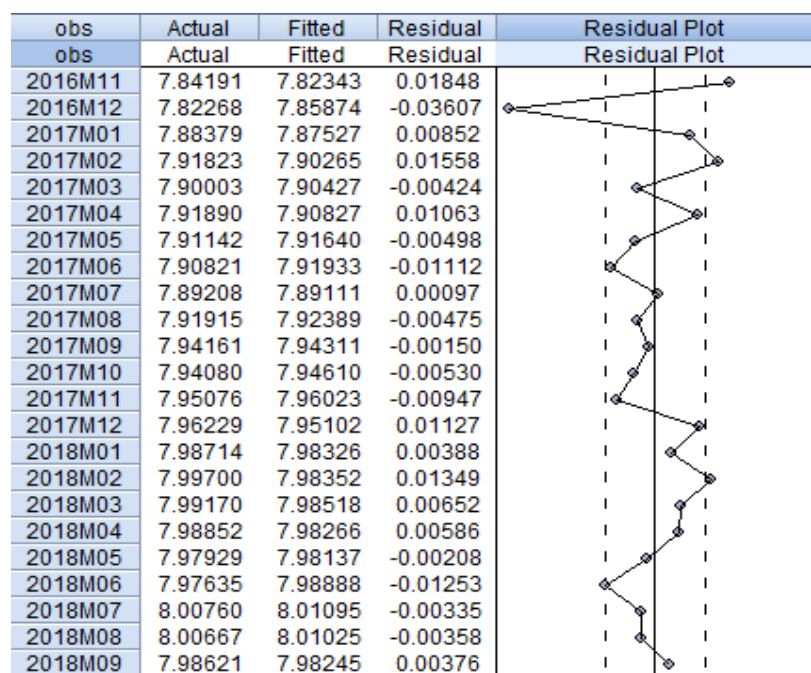 obs Actual Fitted Residual Residual Plot
obs Actual Fitted Residual Residual Plot
2016M11 7.84191 7.82343 0.01848
2016M12 7.82268 7.85874 -0.03607
2017M01 7.88379 7.87527 0.00852
2017M02 7.91823 7.90265 0.01558
2017M03 7.90003 7.90427 -0.00424
2017M04 7.91890 7.90827 0.01063
2017M05 7.91142 7.91640 -0.00498
2017M06 7.90821 7.91933 -0.01112
2017M07 7.89208 7.89111 0.00097
2017M08 7.91915 7.92389 -0.00475
2017M09 7.94161 7.94311 -0.00150
2017M10 7.94080 7.94610 -0.00530
2017M11 7.95076 7.96023 -0.00947
2017M12 7.96229 7.95102 0.01127
2018M01 7.98714 7.98326 0.00388
2018M02 7.99700 7.98352 0.01349
2018M03 7.99170 7.98518 0.00652
2018M04 7.98852 7.98266 0.00586
2018M05 7.97929 7.98137 -0.00208
2018M06 7.97635 7.98888 -0.01253
2018M07 8.00760 8.01095 -0.00335
2018M08 8.00667 8.01025 -0.00358
2018M09 7.98621 7.98245 0.00376